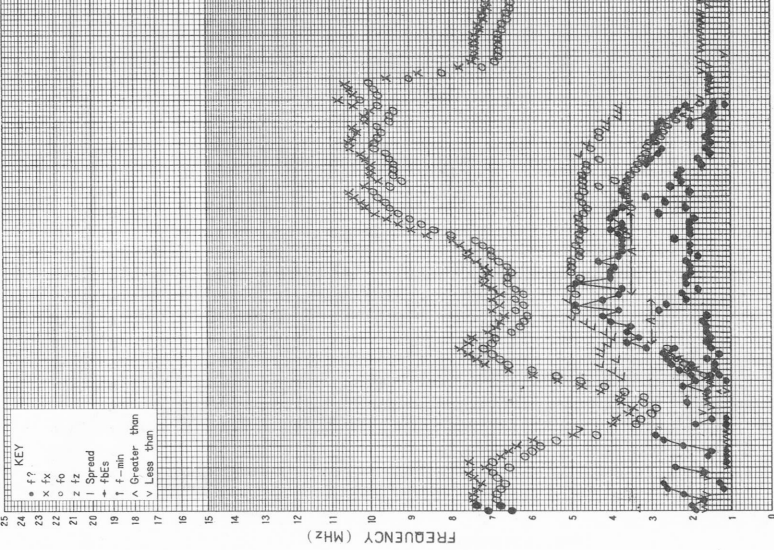 KEY
• f?
x fx
o fo
z fz
| Spread
fbEs
↑ f-min
^ Greater than
v Less than
25
24
23
22
21
20
19
18
17
16
15
14
13
12
11
10
9
8
7
6
5
4
3
2
1
0
FREQUENCY (MHz)